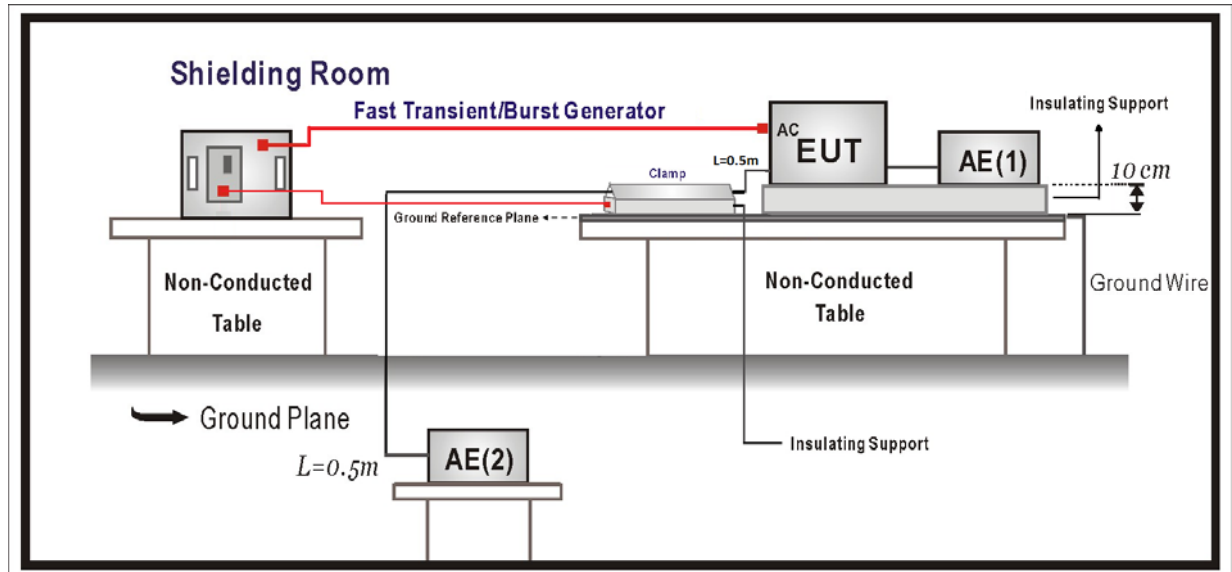 Shielding Room
Fast Transient/Burst Generator
Insulating Support
AC
EUT
AE(1)
L=0.5m
10 cm
Clamp
Ground Reference Plane
Non-Conducted
Table
Non-Conducted
Table
Ground Wire
Ground Plane
Insulating Support
L=0.5m
AE(2)